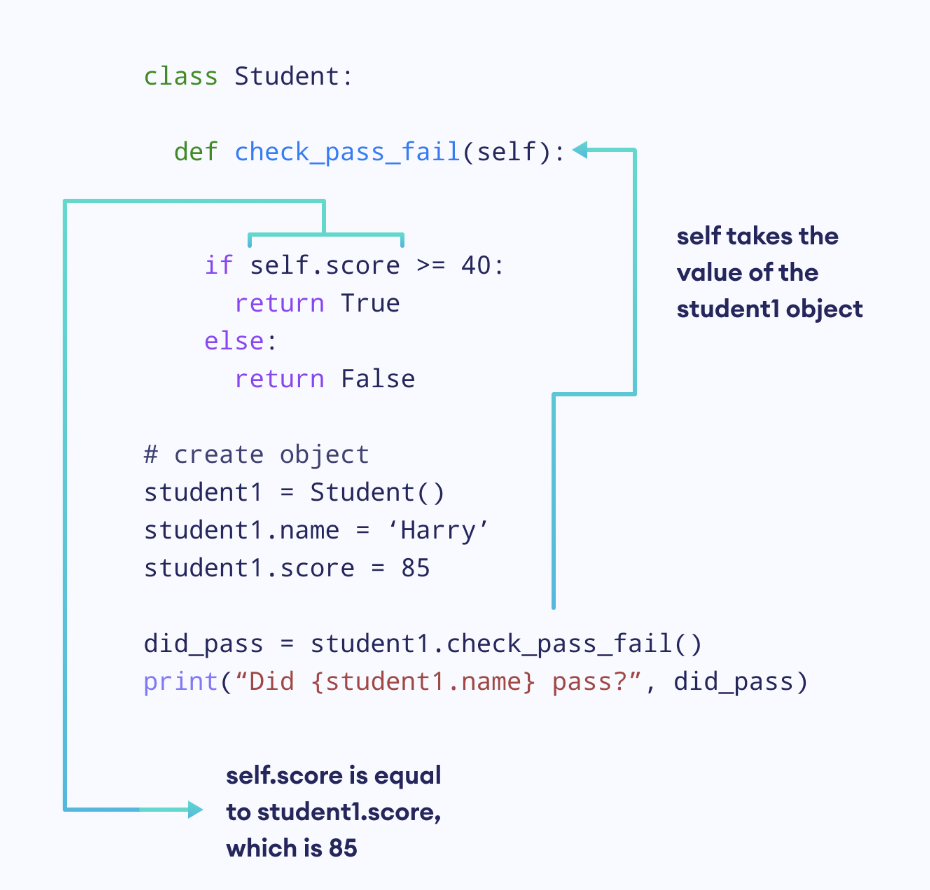 class Student:
def check_pass_fail(self):
if self.score >= 40:
return True
else:
return False
# create object
student1 = Student()
student1.name = ‘Harry’
student1.score = 85
did_pass = student1.check_pass_fail()
print(“Did {student1.name} pass?”, did_pass)
self takes the
value of the
student1 object
self.score is equal
to student1.score,
which is 85